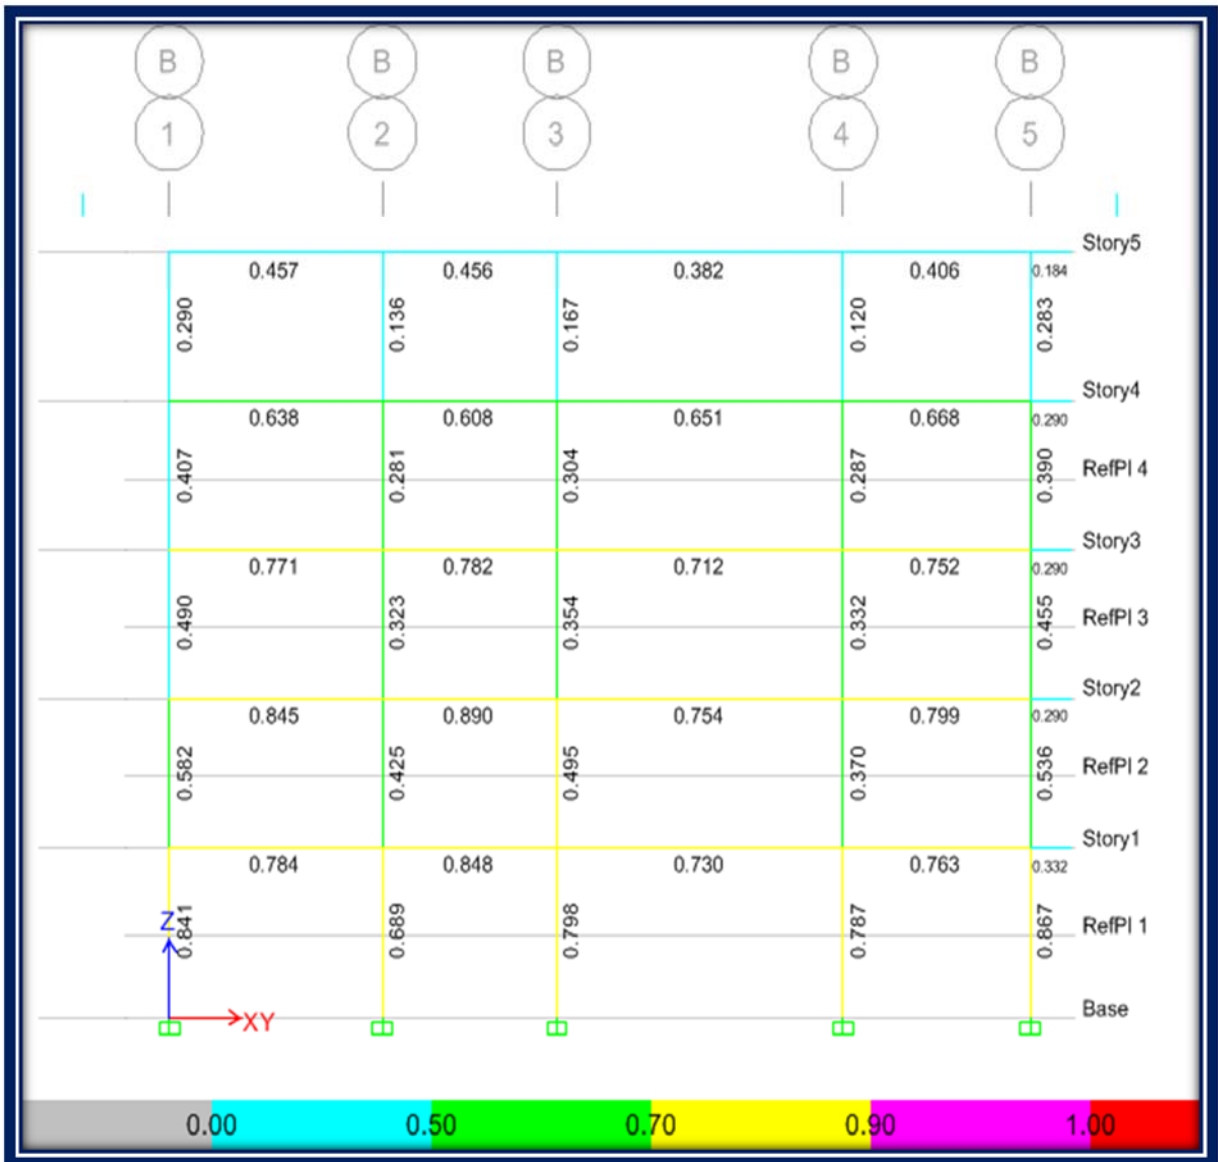 B B B B B
1 2 3 4 5
Story5
0.457 0.456 0.382 0.406 0.184
0.290 0.136 0.167 0.120 0.283
Story4
0.638 0.608 0.651 0.668 0.290
0.407 0.281 0.304 0.287 0.390 RefPl 4
Story3
0.771 0.782 0.712 0.752 0.290
0.490 0.323 0.354 0.332 0.455 RefPl 3
Story2
0.845 0.890 0.754 0.799 0.290
0.582 0.425 0.495 0.370 0.536 RefPl 2
Story1
0.784 0.848 0.730 0.763 0.332
0.841 0.689 0.798 0.787 0.867 RefPl 1
Z
Base
XY
0.00 0.50 0.70 0.90 1.00